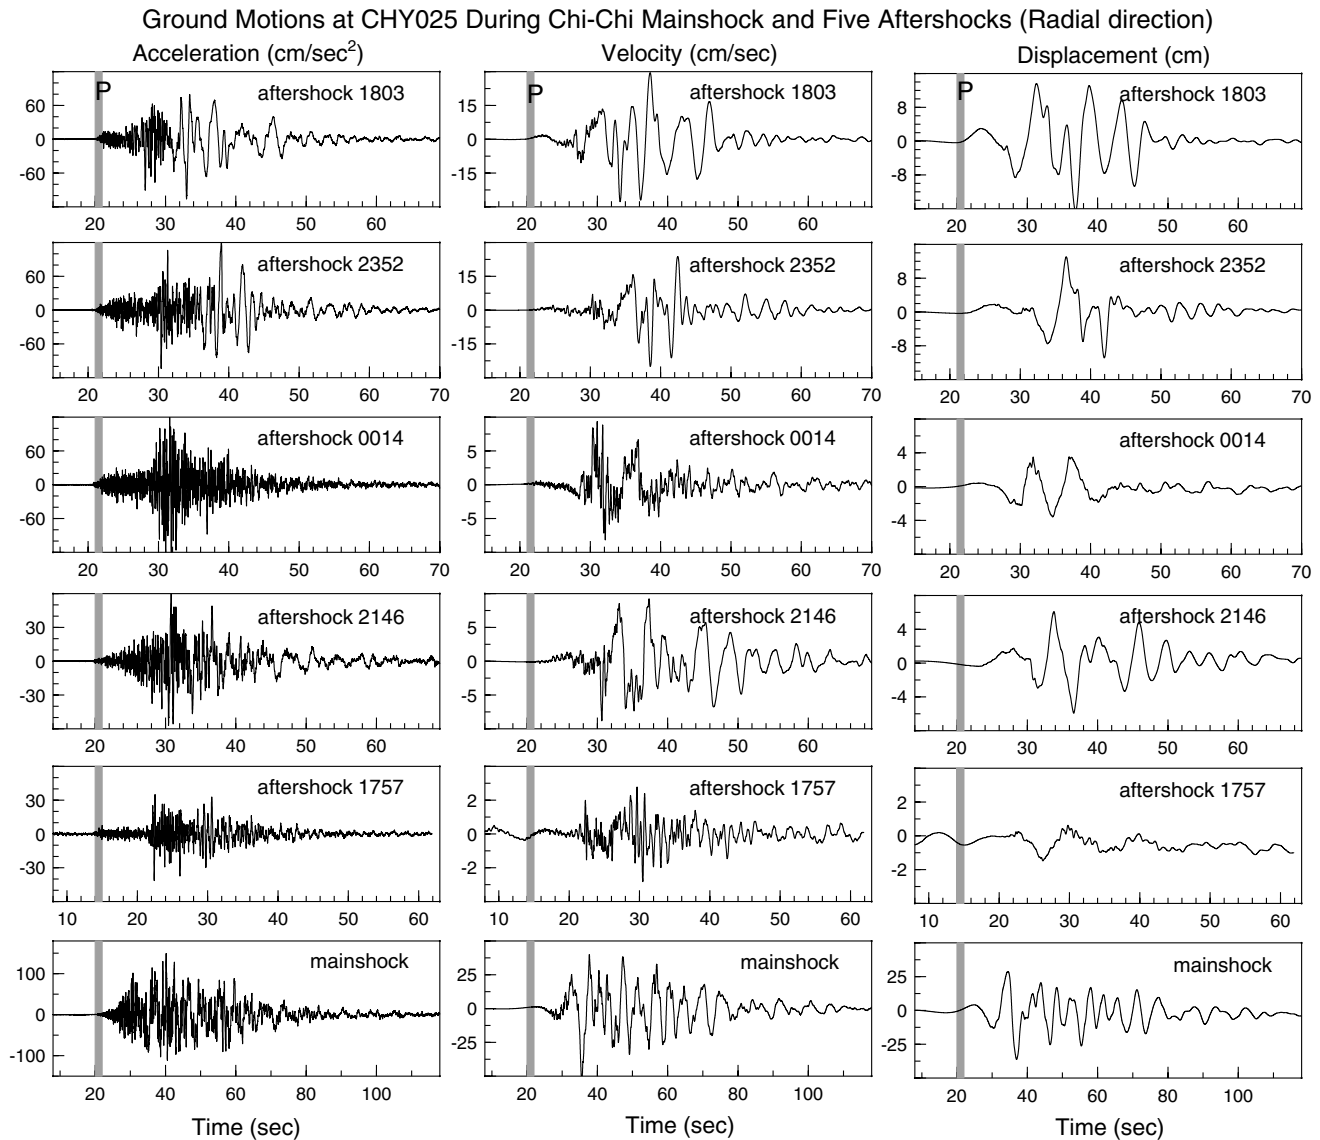 Ground Motions at CHY025 During Chi-Chi Mainshock and Five Aftershocks (Radial direction)
Acceleration (cm/sec²) Velocity (cm/sec) Displacement (cm)
P aftershock 1803 P aftershock 1803 P aftershock 1803
60 15 8
0 0 0
-60 -15 -8
20 30 40 50 60 20 30 40 50 60 20 30 40 50 60
aftershock 2352 aftershock 2352 aftershock 2352
60 15 8
0 0 0
-60 -15 -8
20 30 40 50 60 70 20 30 40 50 60 70 20 30 40 50 60 70
aftershock 0014 aftershock 0014 aftershock 0014
60 5 4
0 0 0
-60 -5 -4
20 30 40 50 60 70 20 30 40 50 60 70 20 30 40 50 60 70
aftershock 2146 aftershock 2146 aftershock 2146
30 5 4
0 0 0
-30 -5 -4
20 30 40 50 60 20 30 40 50 60 20 30 40 50 60
aftershock 1757 aftershock 1757 aftershock 1757
30 2 2
0 0 0
-30 -2 -2
10 20 30 40 50 60 10 20 30 40 50 60 10 20 30 40 50 60
mainshock mainshock mainshock
100 25 25
0 0 0
-100 -25 -25
20 40 60 80 100 20 40 60 80 100 20 40 60 80 100
Time (sec) Time (sec) Time (sec)